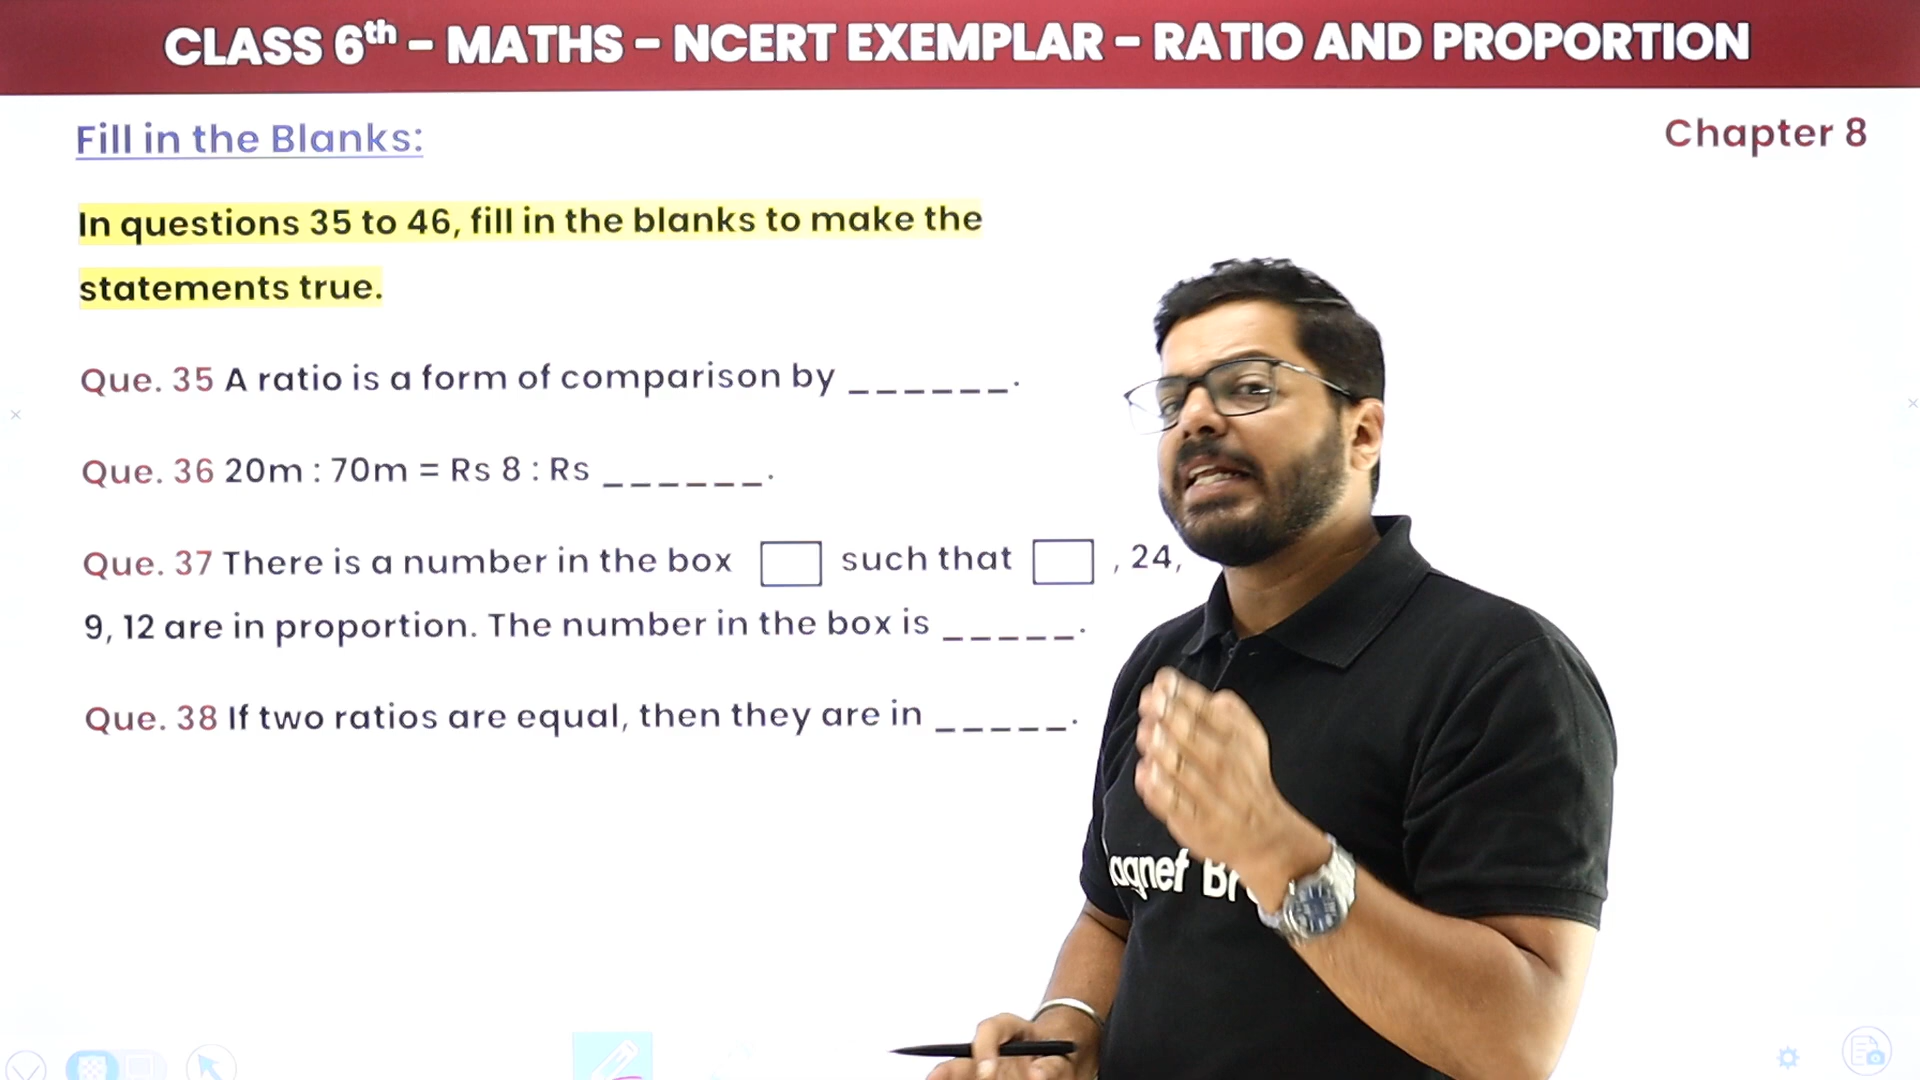 CLASS 6th - MATHS - NCERT EXEMPLAR - RATIO AND PROPORTION
Fill in the Blanks:
Chapter 8
In questions 35 to 46, fill in the blanks to make the
statements true.
Que. 35 A ratio is a form of comparison by ______.
Que. 36 20m : 70m = Rs 8 : Rs ______.
Que. 37 There is a number in the box □ such that □ , 24,
9, 12 are in proportion. The number in the box is _____.
Que. 38 If two ratios are equal, then they are in _____.